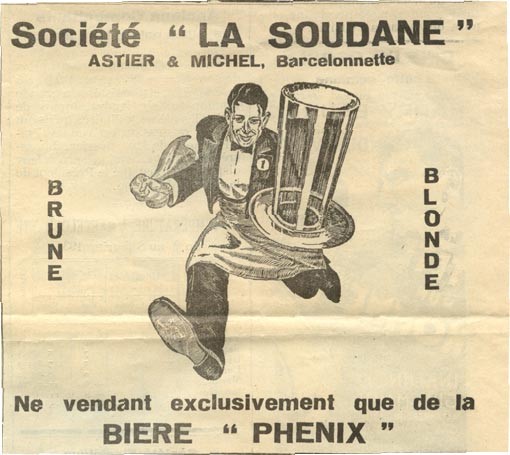 Société “ LA SOUDANE ”
ASTIER & MICHEL, Barcelonnette
BRUNE
BLONDE
Ne vendant exclusivement que de la
BIERE “ PHENIX ”